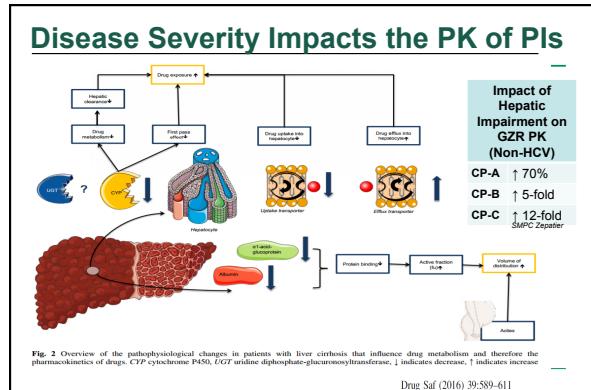 Disease Severity Impacts the PK of PIs
Drug exposure ↑
Hepatic
clearance↓
Drug
metabolism↓
First pass
effect↓
Drug uptake into
hepatocyte↓
Drug efflux into
hepatocyte↑
Impact of
Hepatic
Impairment on
GZR PK
(Non-HCV)
CP-A ↑ 70%
CP-B ↑ 5-fold
CP-C ↑ 12-fold
SMPC Zepatier
UGT
?
CYP
Hepatocyte
Uptake transporter
Efflux transporter
α1-acid-
glucoprotein
Albumin
Protein binding↓
Active fraction
(fu)↑
Volume of
distribution ↑
Ascites
Fig. 2 Overview of the pathophysiological changes in patients with liver cirrhosis that influence drug metabolism and therefore the
pharmacokinetics of drugs. CYP cytochrome P450, UGT uridine diphosphate-glucuronosyltransferase, ↓ indicates decrease, ↑ indicates increase
Drug Saf (2016) 39:589–611